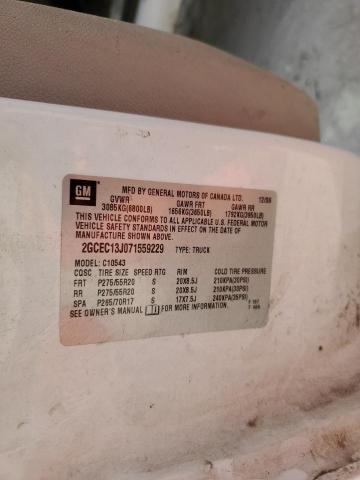 GM
MFD BY GENERAL MOTORS OF CANADA LTD. 12/06
GVWR GAWR FRT GAWR RR
3085KG(6800LB) 1656KG(3650LB) 1792KG(3950LB)
THIS VEHICLE CONFORMS TO ALL APPLICABLE U.S. FEDERAL MOTOR
VEHICLE SAFETY STANDARDS IN EFFECT ON THE DATE OF
MANUFACTURE SHOWN ABOVE.
2GCEC13J071559229 TYPE: TRUCK
MODEL: C10543
CQSC TIRE SIZE SPEED RTG RIM COLD TIRE PRESSURE
FRT P275/55R20 S 20X8.5J 210KPA(30PSI)
RR P275/55R20 S 20X8.5J 210KPA(30PSI)
SPA P265/70R17 S 17X7.5J 240KPA(35PSI)
SEE OWNER'S MANUAL FOR MORE INFORMATION.